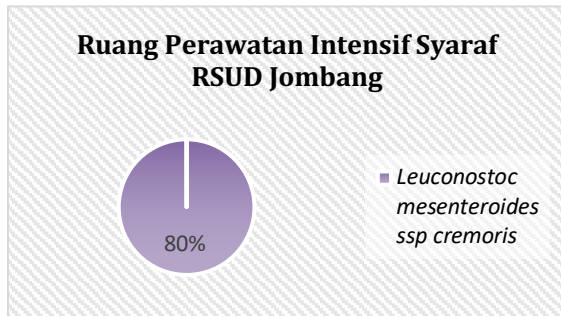 Ruang Perawatan Intensif Syaraf
RSUD Jombang
80%
Leuconostoc
mesenteroides
ssp cremoris